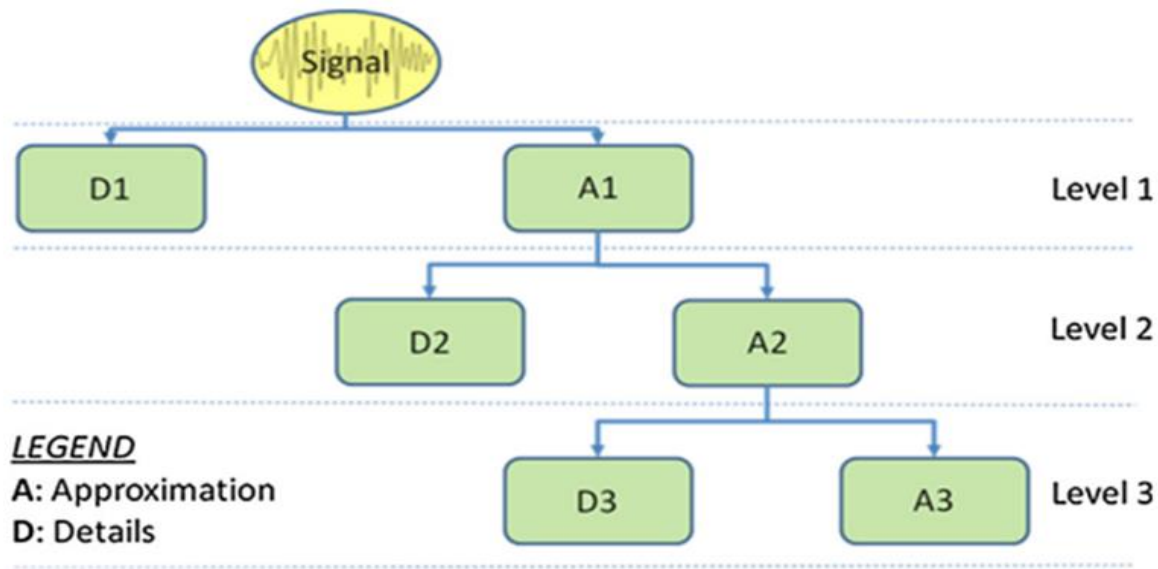 Signal
D1
A1
Level 1
D2
A2
Level 2
LEGEND
A: Approximation
D: Details
D3
A3
Level 3